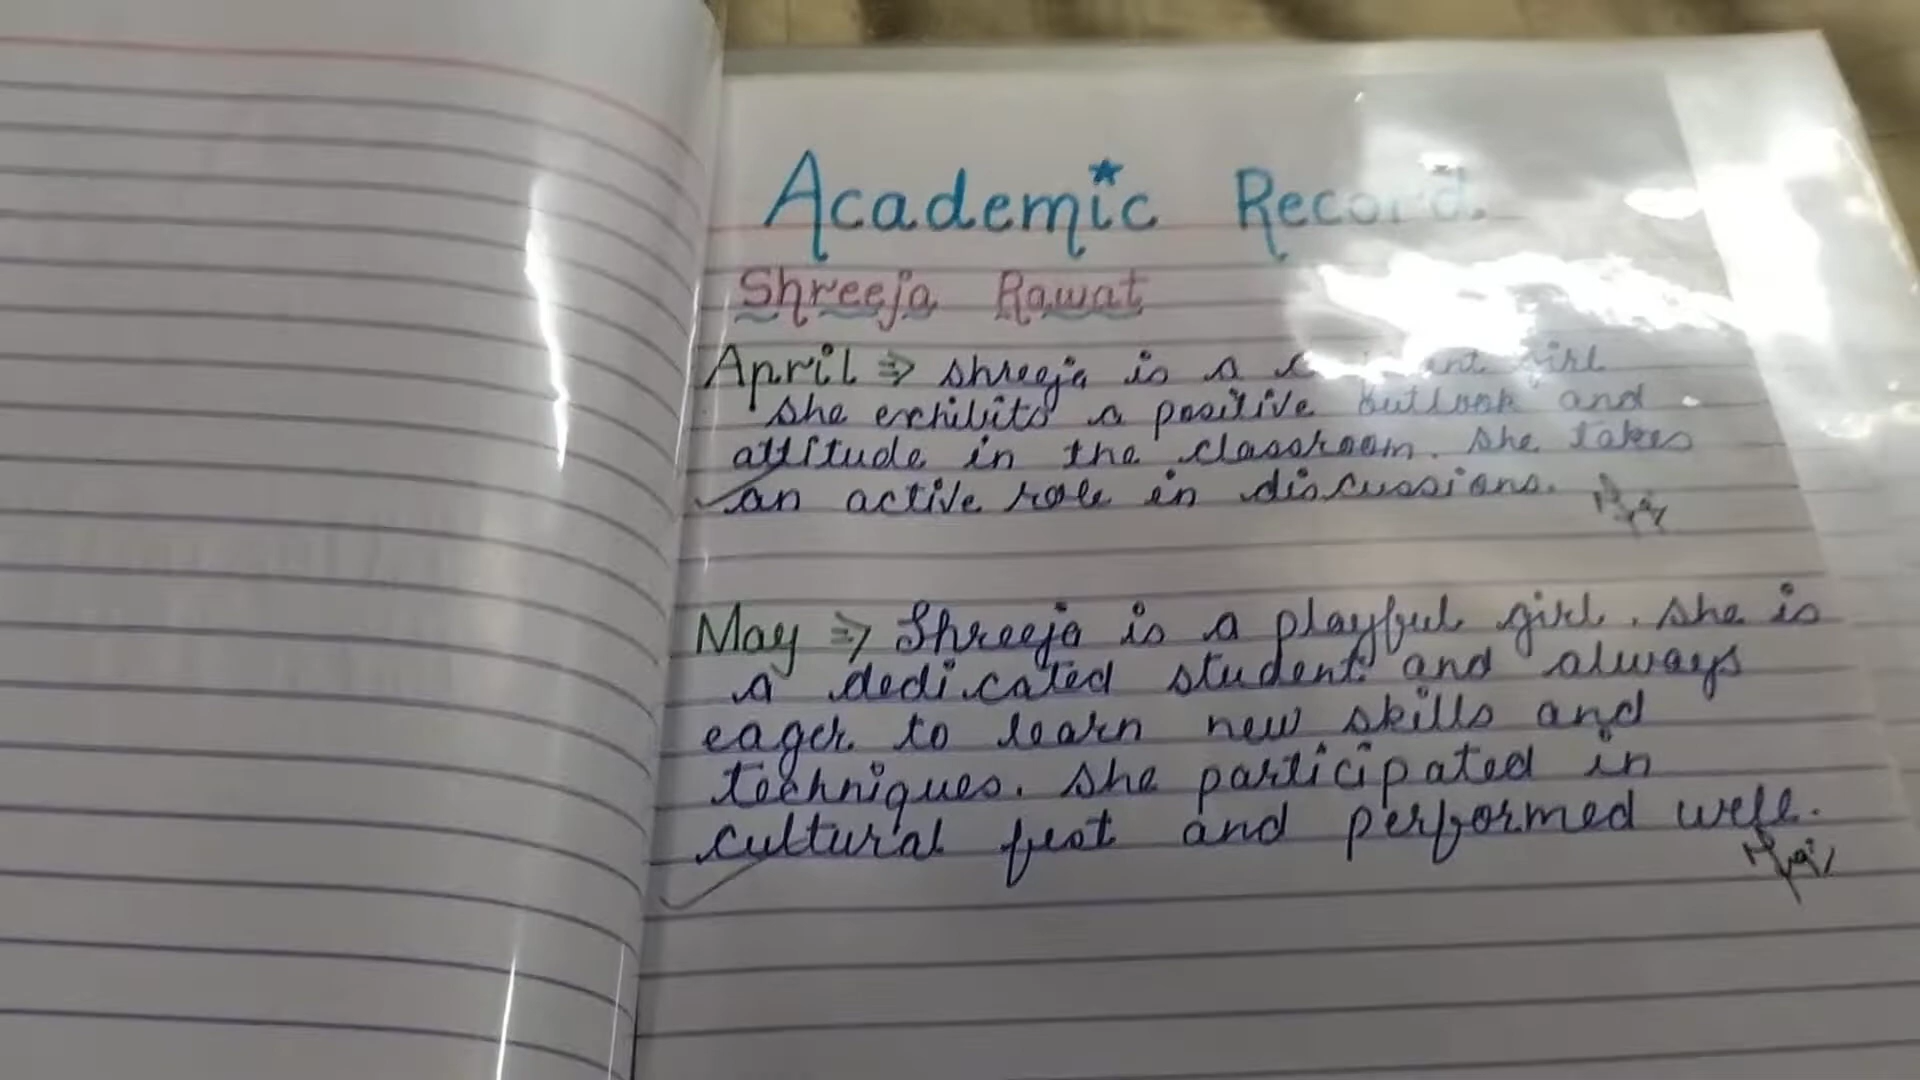 Academic Record.
Shreeja Rawat
April ⇒ Shreeja is a girl
She exhibits a positive outlook and
attitude in the classroom. She takes
an active role in discussions.
May ⇒ Shreeja is a playful girl. She is
a dedicated student and always
eager to learn new skills and
techniques. She participated in
cultural fest and performed well.